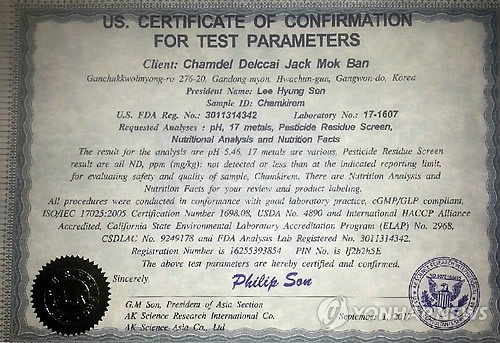 US. CERTIFICATE OF CONFIRMATION
FOR TEST PARAMETERS
Client: Chamdel Delccai Jack Mok Ban
Ganchukkwolmyong-ro 276-20, Gandong-myon, Hwachun-gun, Gangwon-do, Korea
President Name: Lee Hyung Son
Sample ID: Chamkirem
U.S. FDA Reg. No.: 3011314342 Laboratory No.: 17-1607
Requested Analyses : pH, 17 metals, Pesticide Residue Screen,
Nutritional Analysis and Nutrition Facts
The result for the analysis are pH 5.46, 17 metals are various, Pesticide Residue Screen
result are all ND, ppm (mg/kg): not detected or less than at the indicated reporting limit,
for evaluating safety and quality of sample, Chamkirem. There are Nutrition Analysis and
Nutrition Facts for your review and product labeling.
All procedures were conducted in conformance with good laboratory practice, cGMP/GLP compliant,
ISO/IEC 17025:2005 Certification Number 1698.08, USDA No. 4890 and International HACCP Alliance
Accredited, California State Environmental Laboratory Accreditation Program (ELAP) No. 2968,
CSDLAC No. 9249178 and FDA Analysis Lab Registered No. 3011314342.
Registration Number is 16255393854 PIN No. is
The above test parameters are hereby certified and confirmed.
Sincerely
Philip Son
G.M Son, President of Asia Section
AK Science Research International Co.
AK Science Asia Co., Ltd
September 1, 2017
YONHAPNEWS